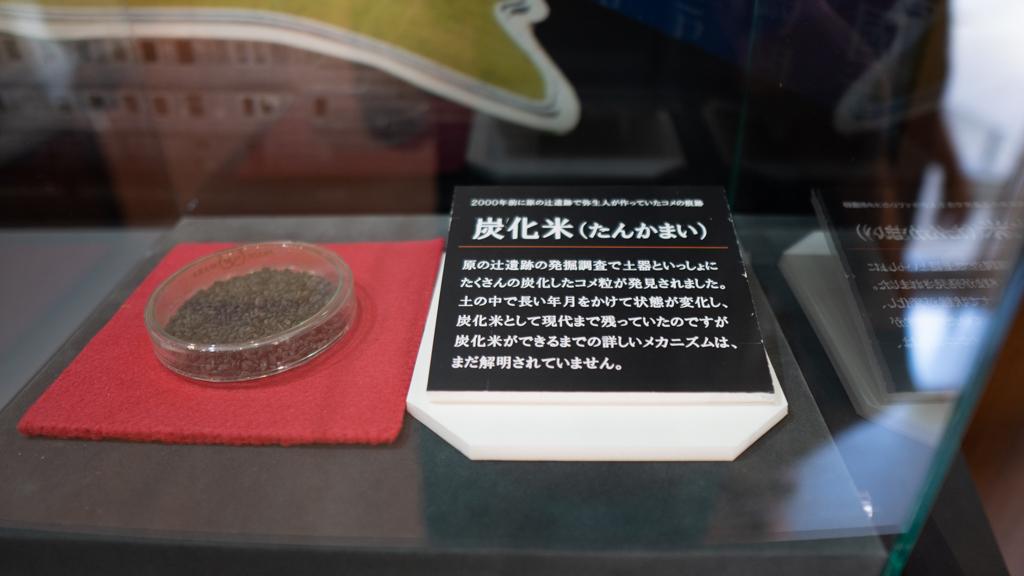 2000年前に原の辻遺跡で弥生人が作っていたコメの痕跡
炭化米（たんかまい）
原の辻遺跡の発掘調査で土器といっしょに
たくさんの炭化したコメ粒が発見されました。
土の中で長い年月をかけて状態が変化し、
炭化米として現代まで残っていたのですが
炭化米ができるまでの詳しいメカニズムは、
まだ解明されていません。